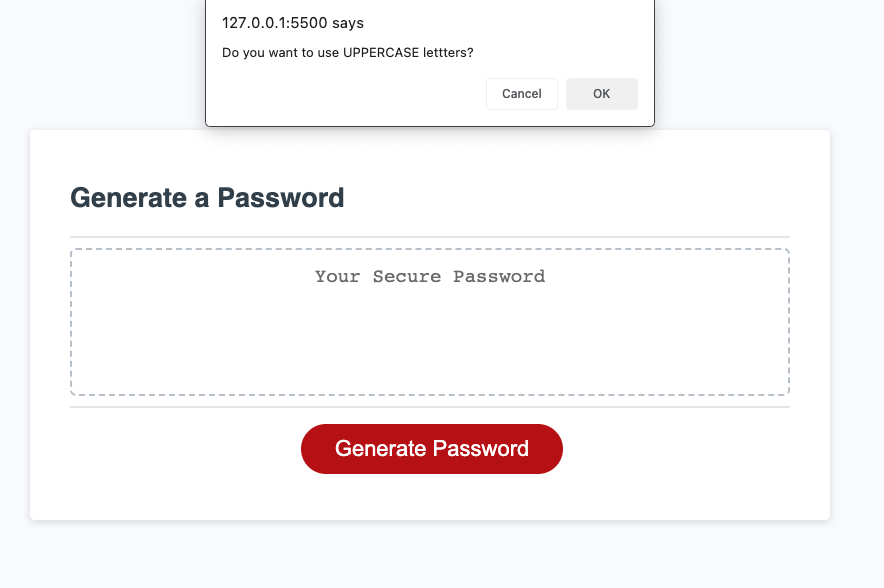 127.0.0.1:5500 says
Do you want to use UPPERCASE lettters?
Cancel
OK
Generate a Password
Your Secure Password
Generate Password